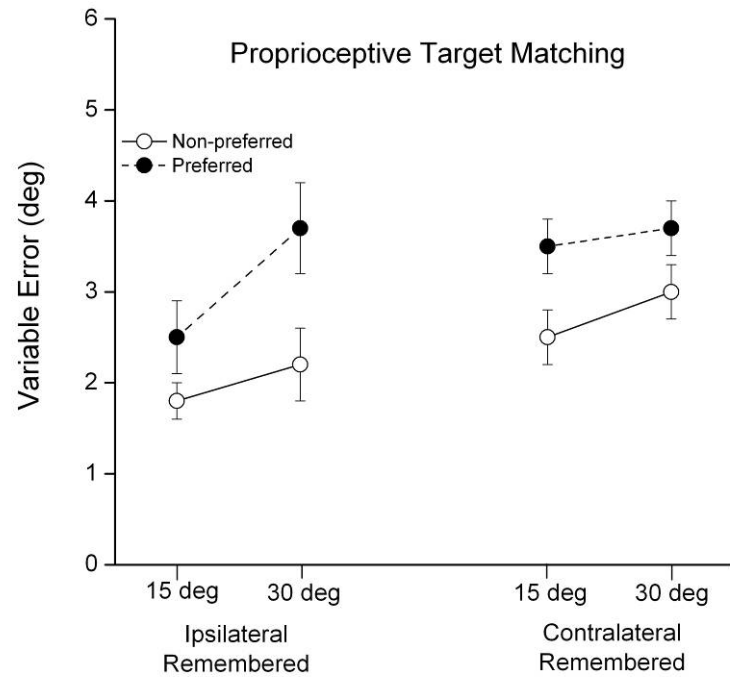 Proprioceptive Target Matching
Non-preferred
Preferred
Variable Error (deg)
6
5
4
3
2
1
0
15 deg 30 deg 15 deg 30 deg
Ipsilateral Contralateral
Remembered Remembered